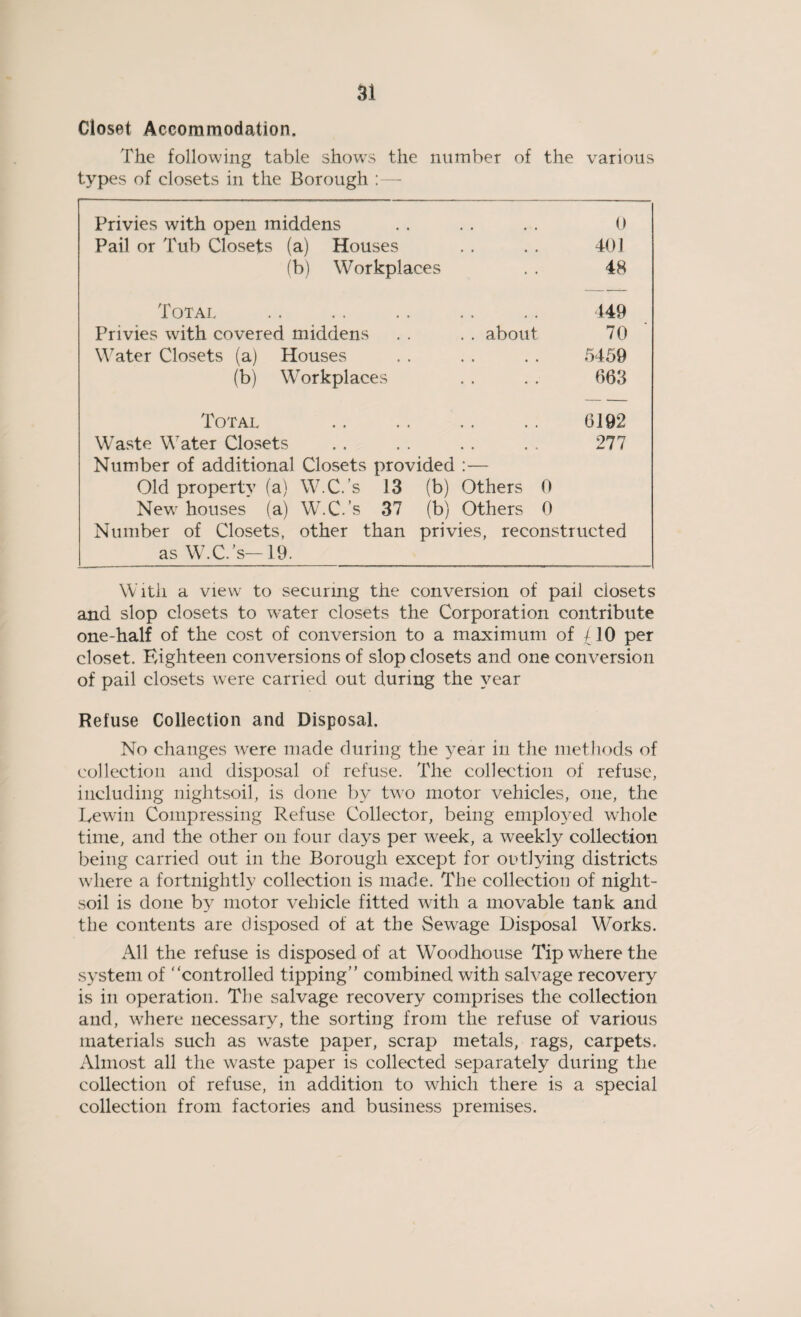 31
Closet Accommodation.
The following table shows the number of the various
types of closets in the Borough :—
Privies with open middens . . . . . . 0
Pail or Tub Closets (a) Houses . . . . 401
(b) Workplaces . . 48
Total . . . . . . . . . . 449
Privies with covered middens . . . . about 70
Water Closets (a) Houses . . . . . . 5459
(b) Workplaces . . . . 663
Total . . . . . . . . 6192
Waste Water Closets . . . . . . . . 277
Number of additional Closets provided :—
Old property (a) W.C.'s 13 (b) Others 0
New houses (a) W.C.'s 37 (b) Others 0
Number of Closets, other than privies, reconstructed
as W.C.'s—19.
With a view to securing the conversion of pail closets
and slop closets to water closets the Corporation contribute
one-half of the cost of conversion to a maximum of £10 per
closet. Eighteen conversions of slop closets and one conversion
of pail closets were carried out during the year
Refuse Collection and Disposal.
No changes were made during the year in the methods of
collection and disposal of refuse. The collection of refuse,
including nightsoil, is done by two motor vehicles, one, the
Lewin Compressing Refuse Collector, being employed whole
time, and the other on four days per week, a weekly collection
being carried out in the Borough except for outlying districts
where a fortnightly collection is made. The collection of night-
soil is done by motor vehicle fitted with a movable tank and
the contents are disposed of at the Sewage Disposal Works.
All the refuse is disposed of at Woodhouse Tip where the
system of "controlled tipping" combined with salvage recovery
is in operation. The salvage recovery comprises the collection
and, where necessary, the sorting from the refuse of various
materials such as waste paper, scrap metals, rags, carpets.
Almost all the waste paper is collected separately during the
collection of refuse, in addition to which there is a special
collection from factories and business premises.